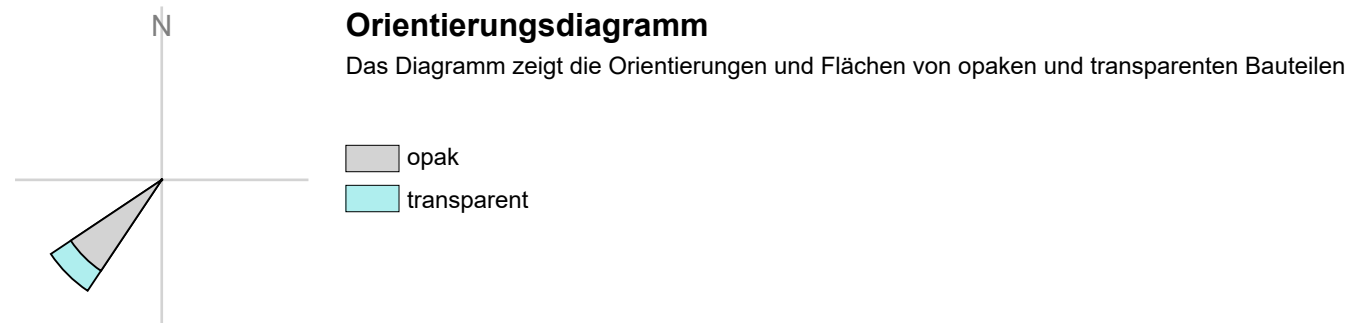 N
Orientierungsdiagramm
Das Diagramm zeigt die Orientierungen und Flächen von opaken und transparenten Bauteilen
opak
transparent